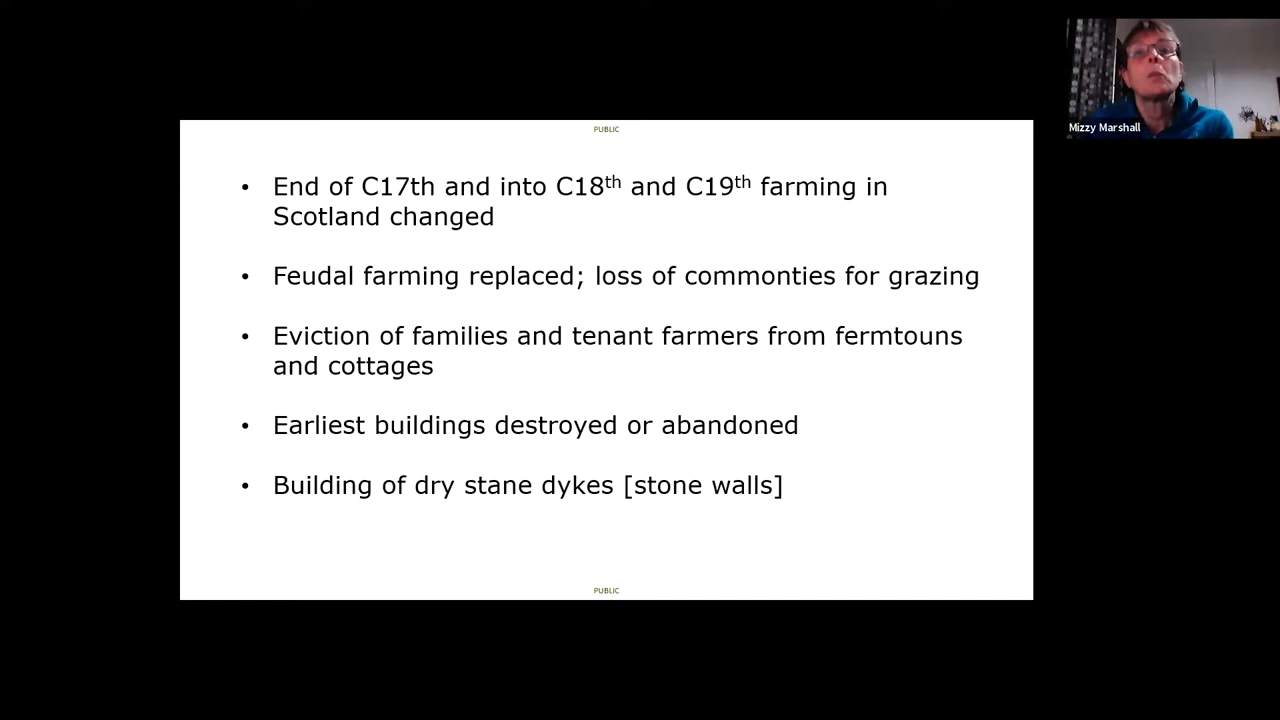 PUBLIC
Mizzy Marshall
• End of C17th and into C18th and C19th farming in
Scotland changed
• Feudal farming replaced; loss of commonties for grazing
• Eviction of families and tenant farmers from fermtouns
and cottages
• Earliest buildings destroyed or abandoned
• Building of dry stane dykes [stone walls]
PUBLIC